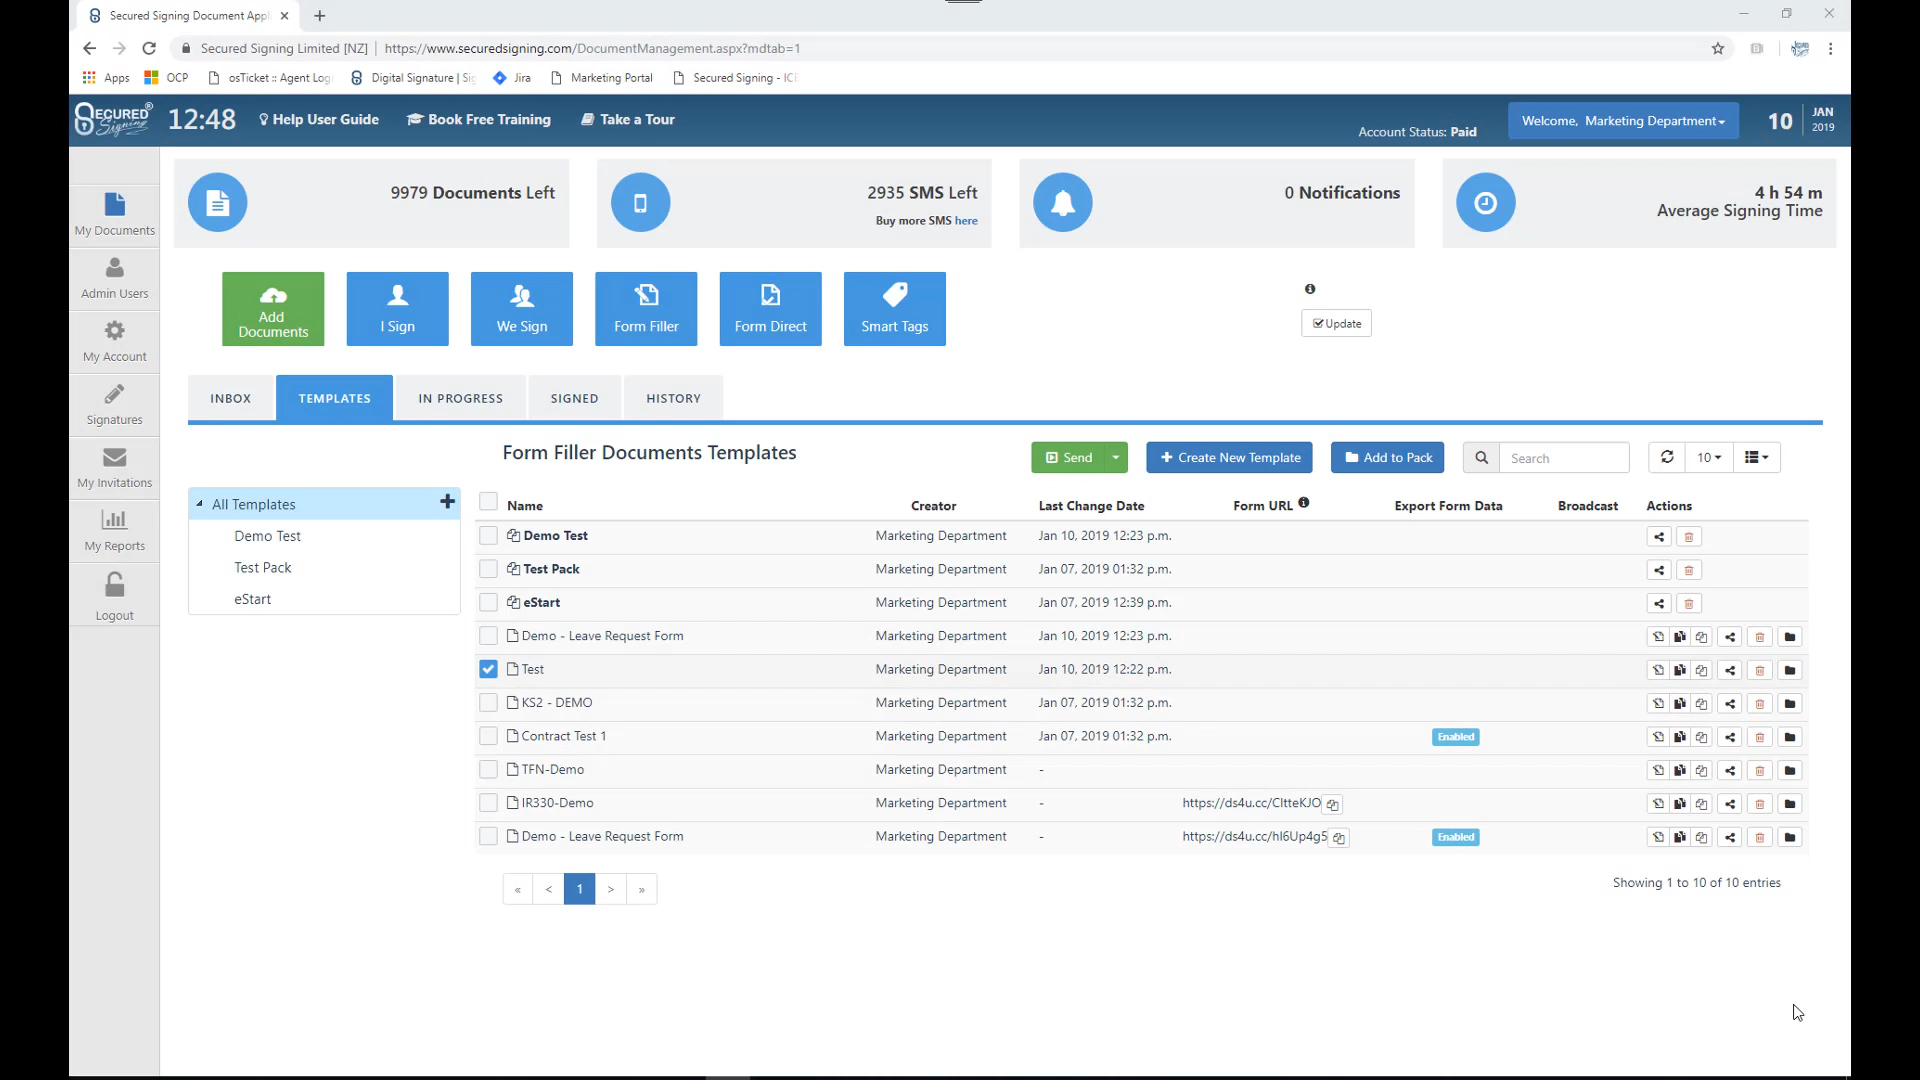 Secured Signing Document Appl
Secured Signing Limited [NZ] | https://www.securedsigning.com/DocumentManagement.aspx?mdtab=1
Apps OCP osTicket :: Agent Log Digital Signature | Sig Jira Marketing Portal Secured Signing - ICE
SECURED Signing ® 12:48 Help User Guide Book Free Training Take a Tour Account Status: Paid Welcome, Marketing Department 10 JAN 2019
9979 Documents Left
2935 SMS Left
Buy more SMS here
0 Notifications
4 h 54 m
Average Signing Time
My Documents
Admin Users
My Account
Signatures
My Invitations
My Reports
Logout
Add
Documents
I Sign
We Sign
Form Filler
Form Direct
Smart Tags
Update
INBOX TEMPLATES IN PROGRESS SIGNED HISTORY
Form Filler Documents Templates
Send + Create New Template Add to Pack Search 10
All Templates +
Demo Test
Test Pack
eStart
Name Creator Last Change Date Form URL Export Form Data Broadcast Actions
Demo Test Marketing Department Jan 10, 2019 12:23 p.m.
Test Pack Marketing Department Jan 07, 2019 01:32 p.m.
eStart Marketing Department Jan 07, 2019 12:39 p.m.
Demo - Leave Request Form Marketing Department Jan 10, 2019 12:23 p.m.
Test Marketing Department Jan 10, 2019 12:22 p.m.
KS2 - DEMO Marketing Department Jan 07, 2019 01:32 p.m.
Contract Test 1 Marketing Department Jan 07, 2019 01:32 p.m. Enabled
TFN-Demo Marketing Department -
IR330-Demo Marketing Department - https://ds4u.cc/CltteKJO
Demo - Leave Request Form Marketing Department - https://ds4u.cc/hI6Up4g5 Enabled
« < 1 > »
Showing 1 to 10 of 10 entries